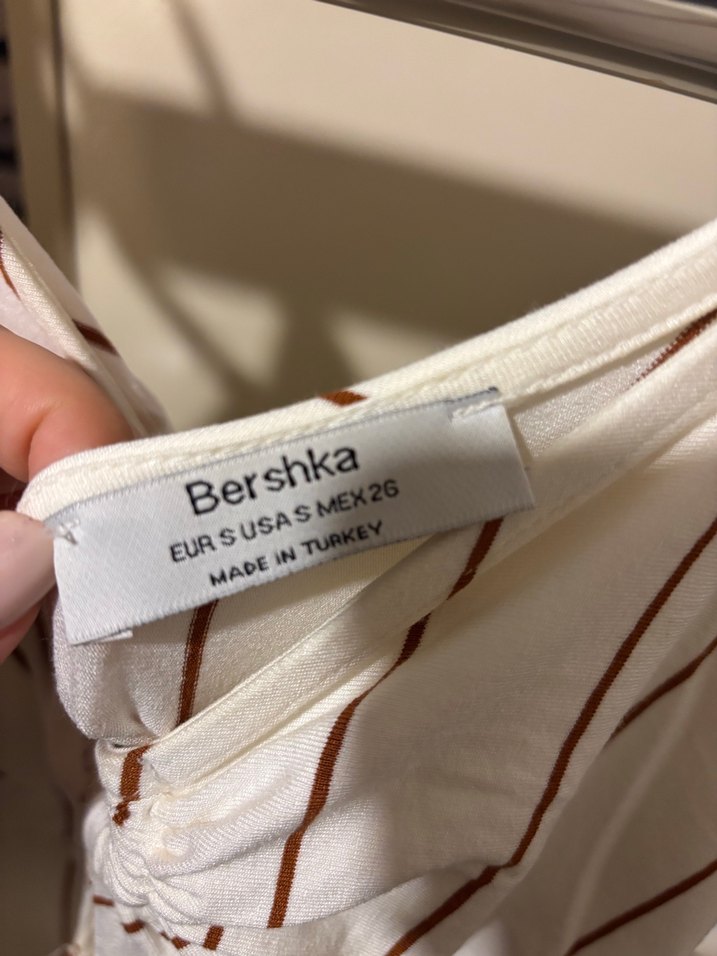 Bershka
EUR S USA S MEX 26
MADE IN TURKEY